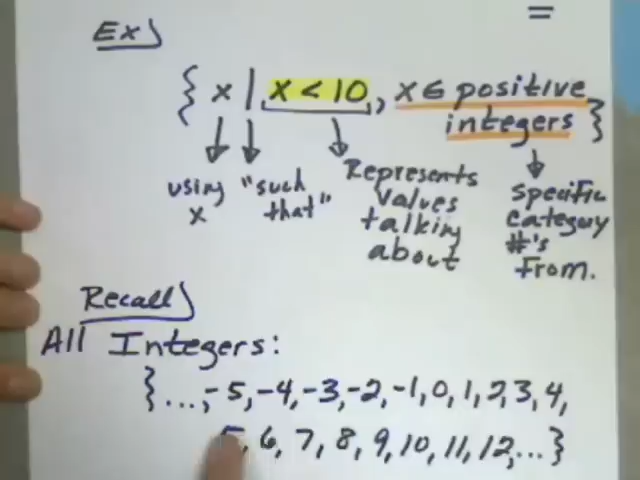 Ex)
{ x | x < 10, x ∈ positive
integers }
using "such Represents Specific
x that" values category
talking #'s
about from.
Recall)
All Integers:
{ ..., -5, -4, -3, -2, -1, 0, 1, 2, 3, 4,
5, 6, 7, 8, 9, 10, 11, 12, ... }